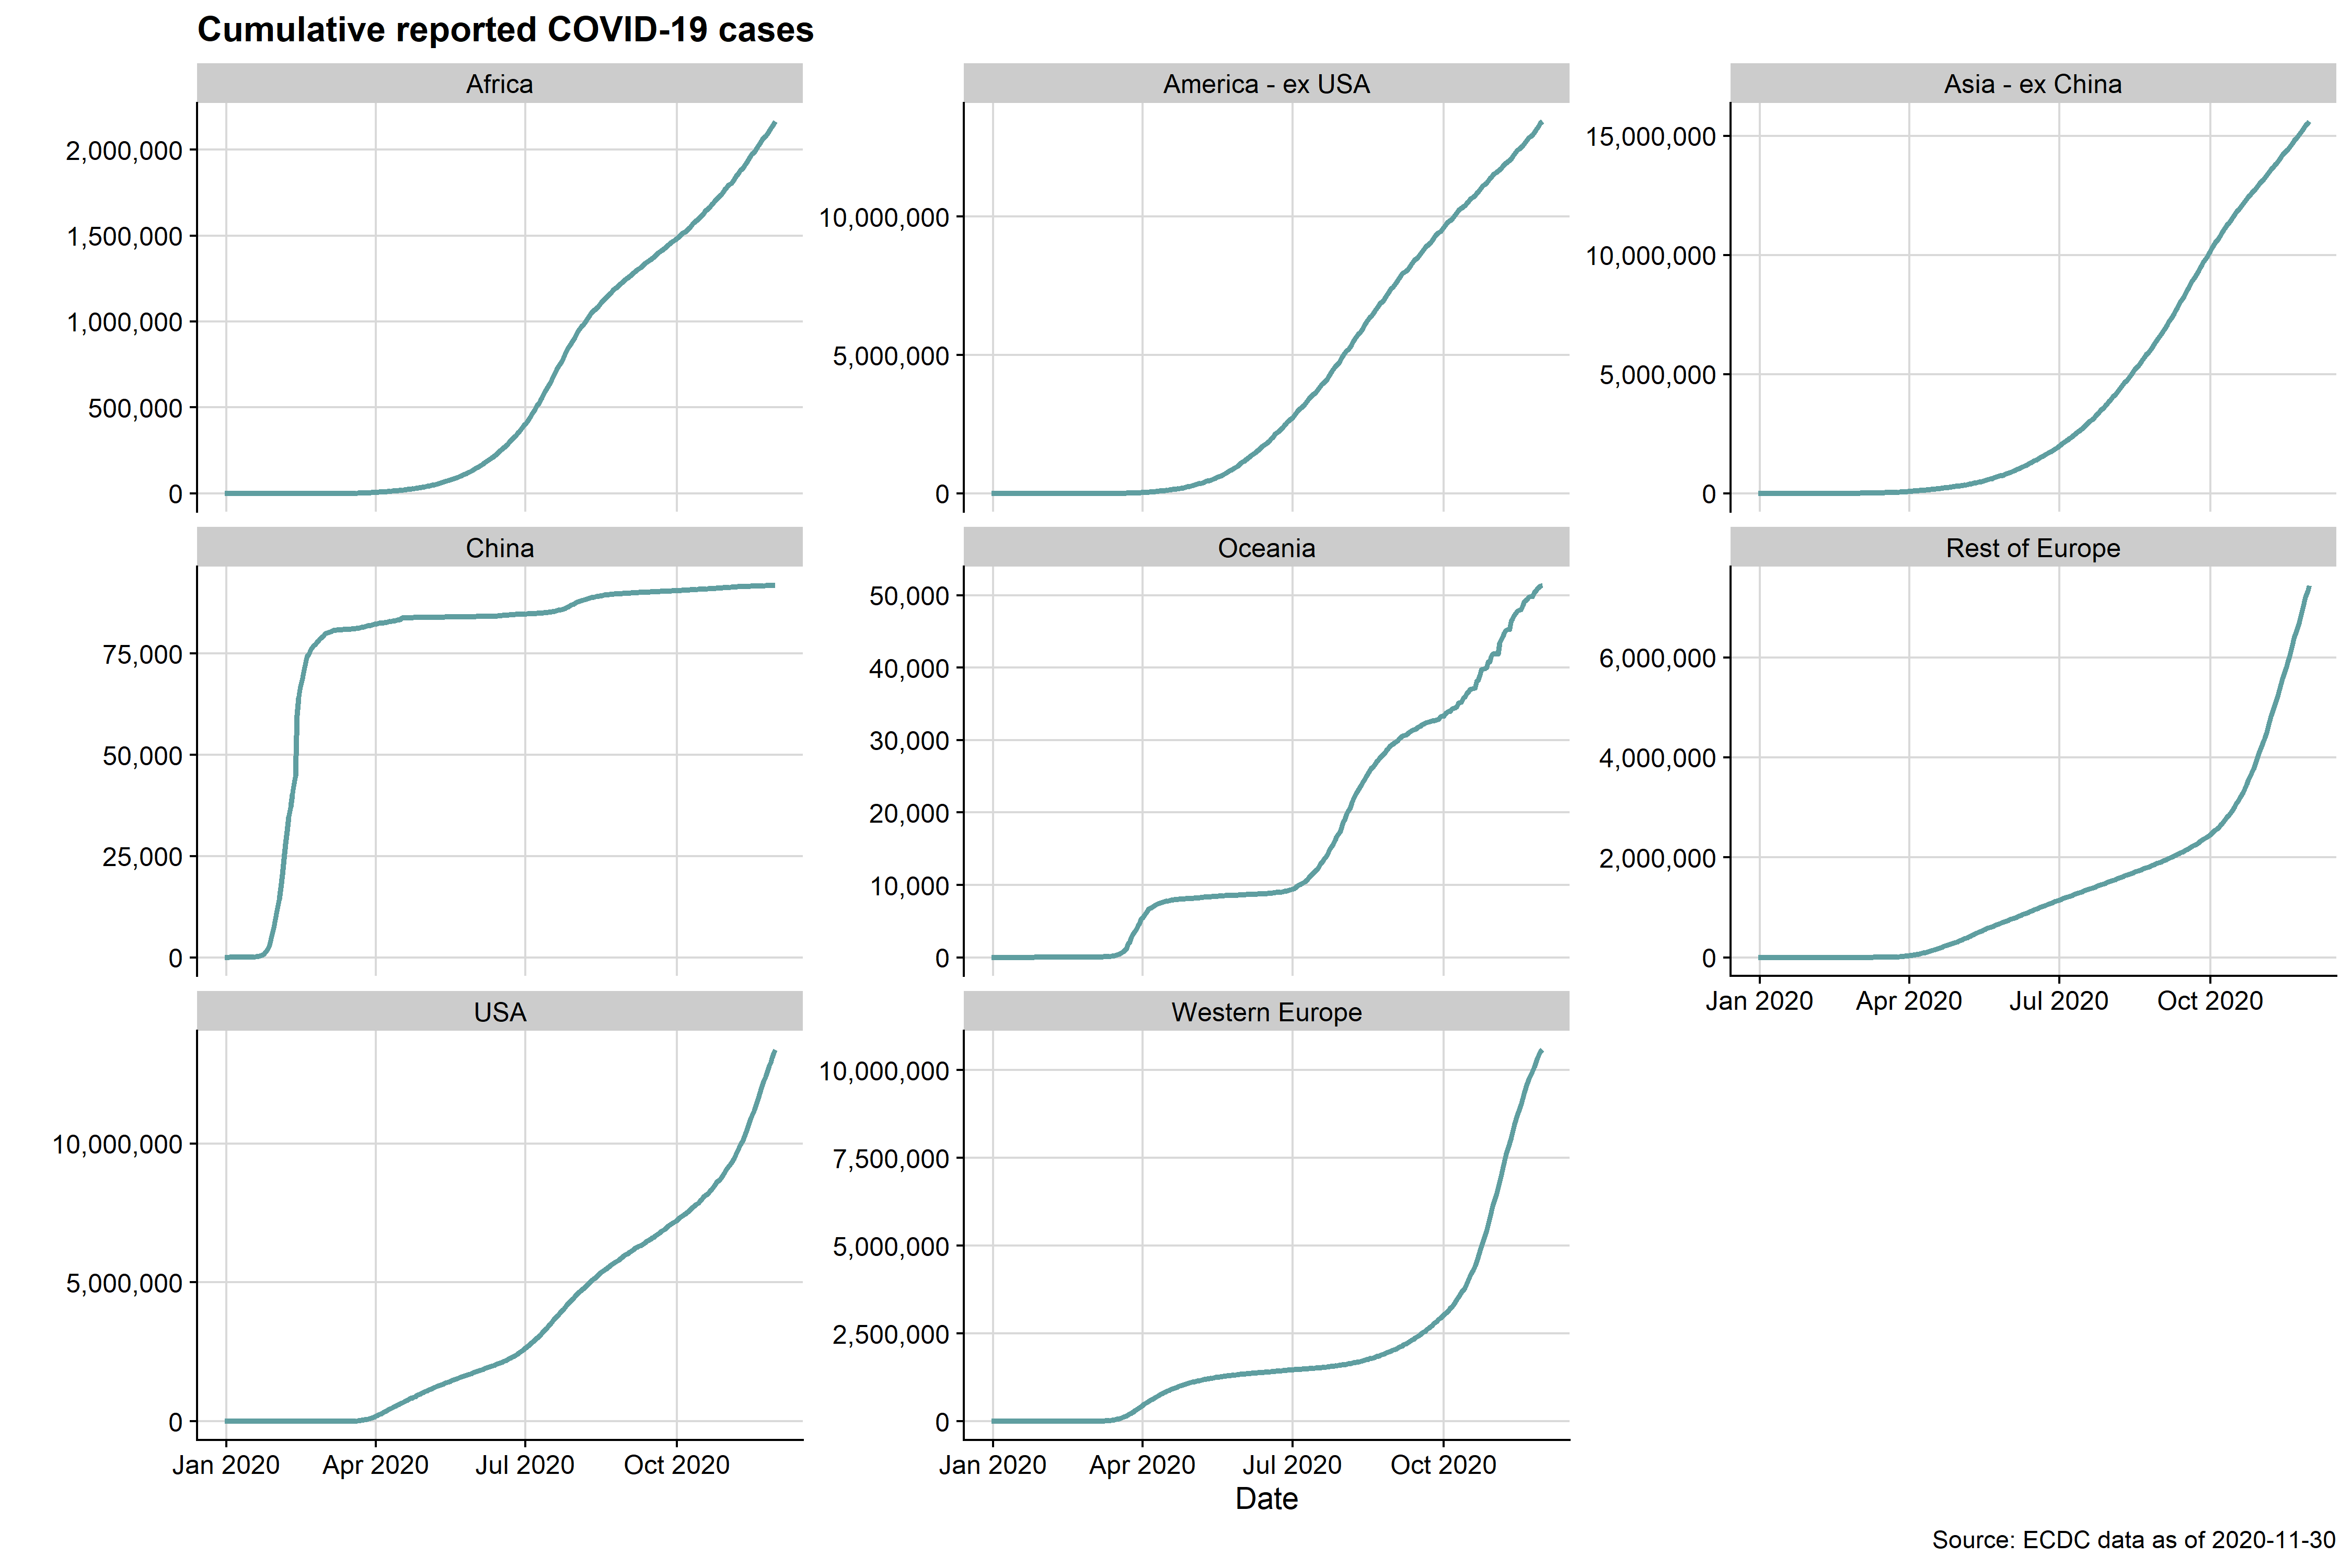 Cumulative reported COVID-19 cases
Africa
America - ex USA
Asia - ex China
2,000,000
1,500,000
1,000,000
500,000
0
10,000,000
5,000,000
0
15,000,000
10,000,000
5,000,000
0
China
Oceania
Rest of Europe
75,000
50,000
25,000
0
50,000
40,000
30,000
20,000
10,000
0
6,000,000
4,000,000
2,000,000
0
Jan 2020 Apr 2020 Jul 2020 Oct 2020
USA
Western Europe
10,000,000
5,000,000
0
10,000,000
7,500,000
5,000,000
2,500,000
0
Jan 2020 Apr 2020 Jul 2020 Oct 2020
Jan 2020 Apr 2020 Jul 2020 Oct 2020
Date
Source: ECDC data as of 2020-11-30